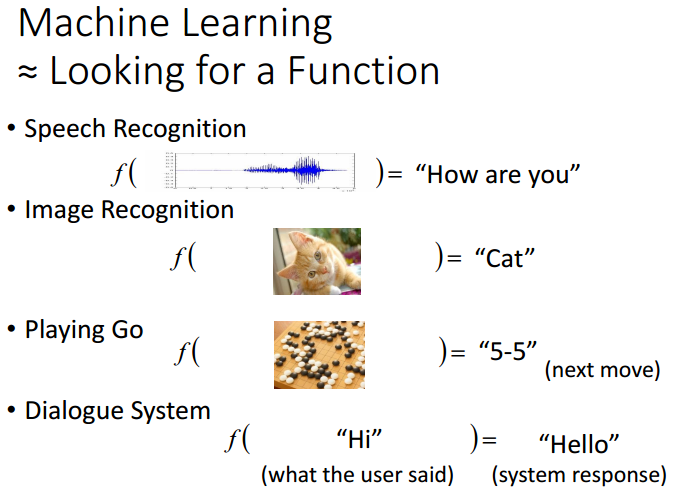 Machine Learning
≈ Looking for a Function
• Speech Recognition
f( )= “How are you”
• Image Recognition
f( )= “Cat”
• Playing Go
f( )= “5-5” (next move)
• Dialogue System
f( “Hi” )= “Hello”
(what the user said) (system response)